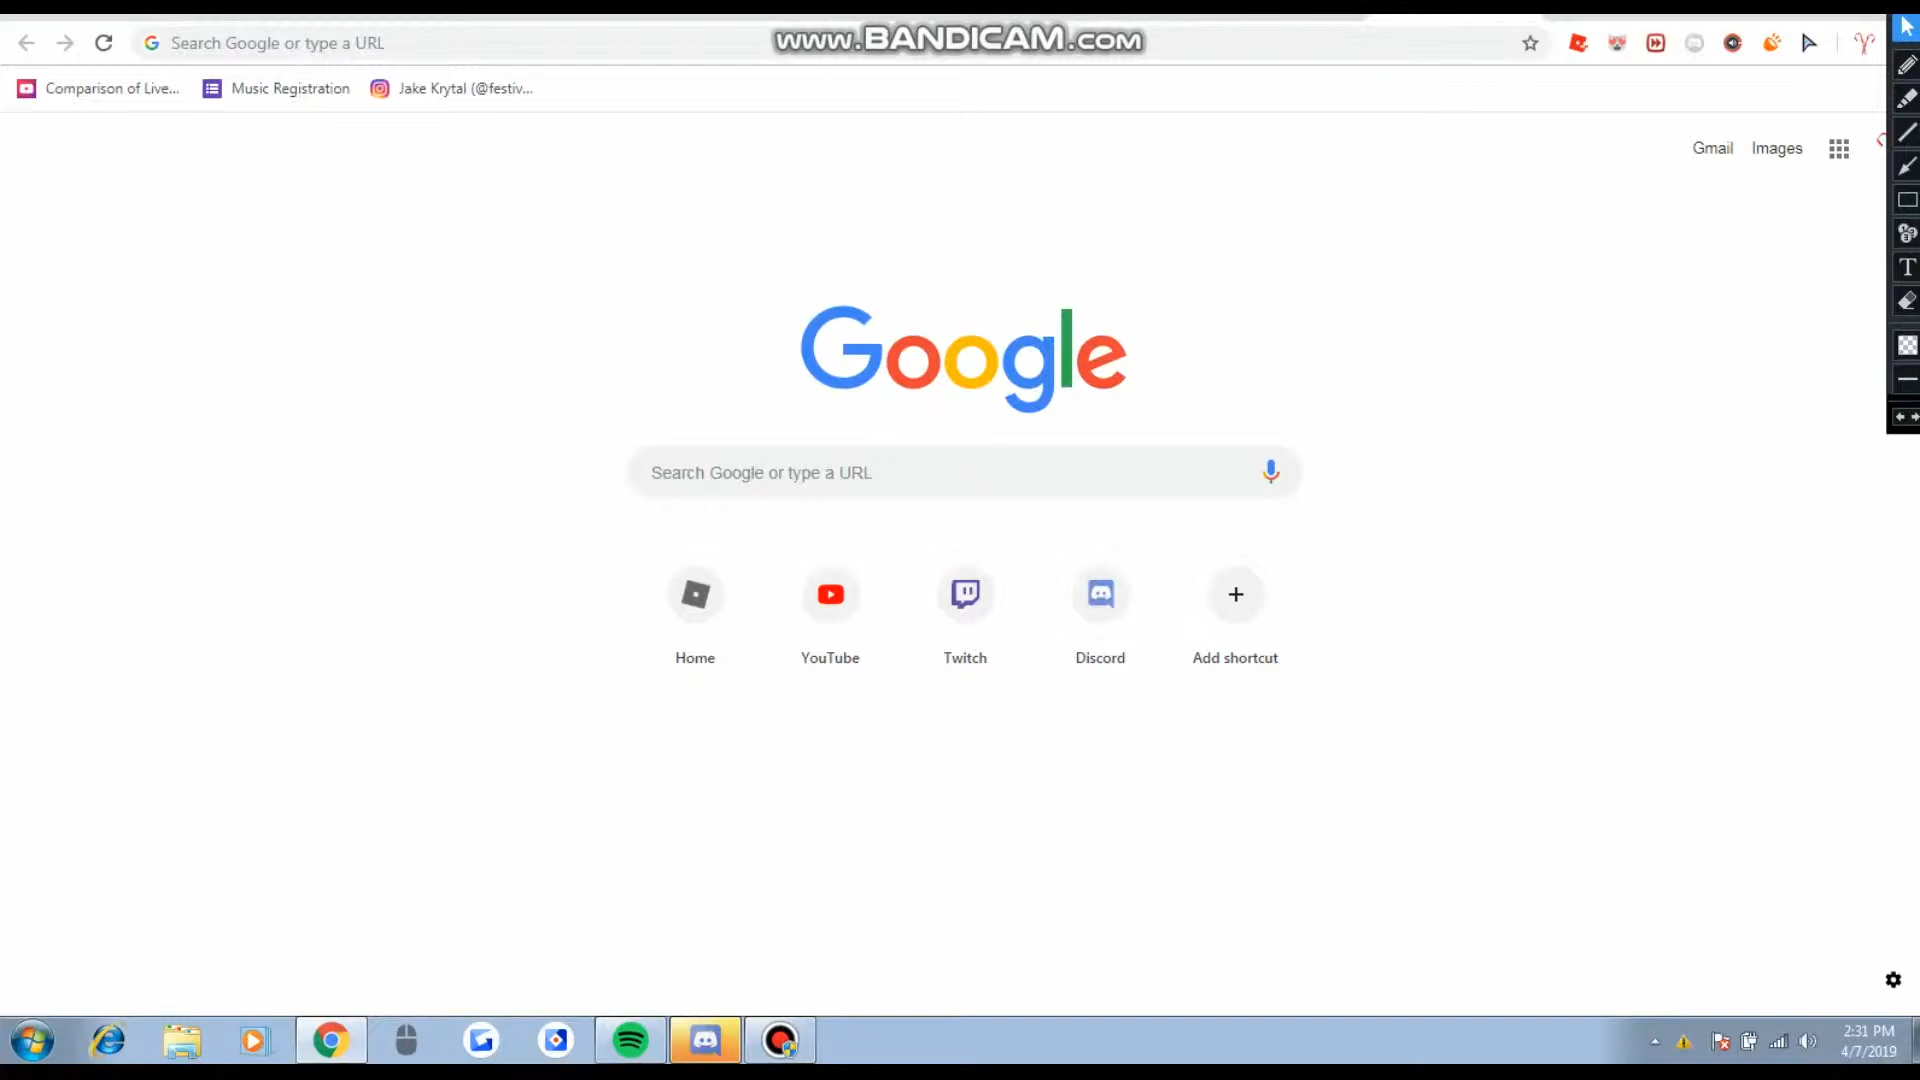 Search Google or type a URL
www.BANDICAM.com
Comparison of Live...
Music Registration
Jake Krytal (@festiv...
Gmail
Images
Google
Search Google or type a URL
Home
YouTube
Twitch
Discord
Add shortcut
2:31 PM
4/7/2019